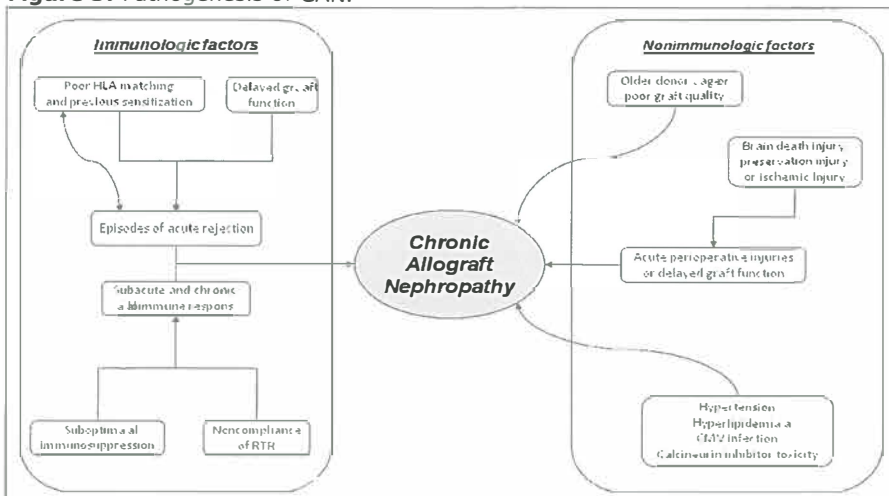 Figure 3. Pathogenesis of CAN.
Immunologic factors
Poor HLA matching
and previous sensitization
Delayed graft
function
Episodes of acute rejection
Subacute and chronic
alloimmune respons
Suboptimal
immunosuppression
Noncompliance
of RTR
Chronic
Allograft
Nephropathy
Nonimmunologic factors
Older donor age or
poor graft quality
Brain death injury
preservation injury
or ischemic Injury
Acute perioperative injuries
or delayed graft function
Hypertension
Hyperlipidemia
CMV infection
Calcineurin inhibitor toxicity